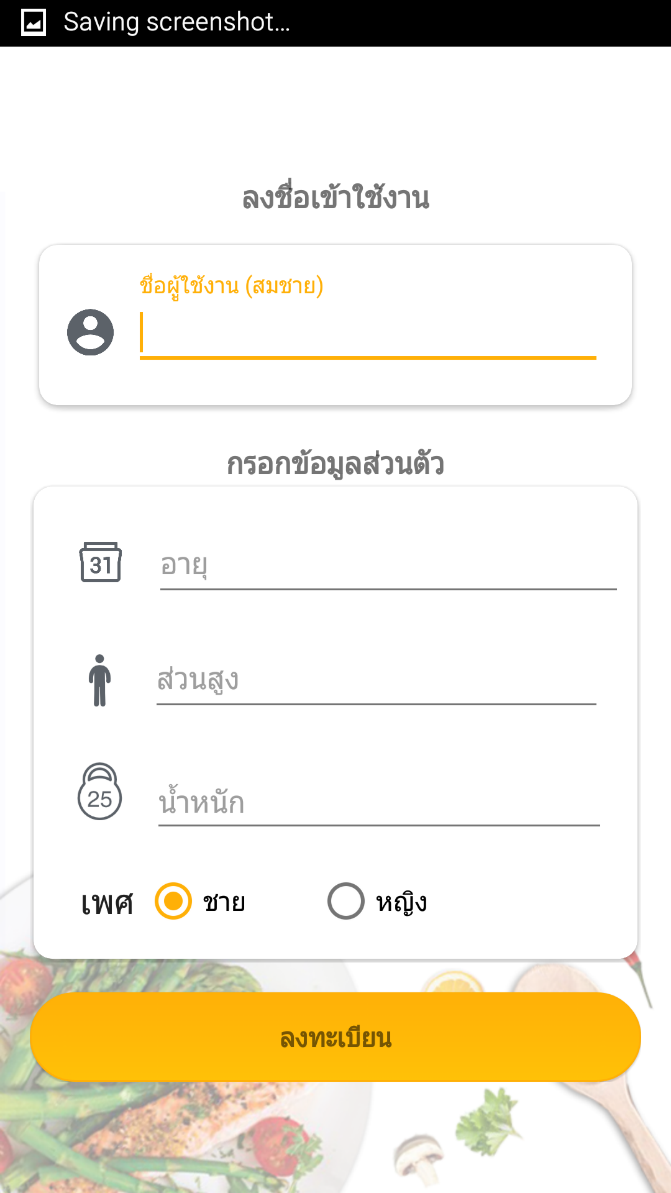 Saving screenshot...
ลงชื่อเข้าใช้งาน
ชื่อผู้ใช้งาน (สมชาย)
กรอกข้อมูลส่วนตัว
31 อายุ
ส่วนสูง
25 น้ำหนัก
เพศ ชาย หญิง
ลงทะเบียน